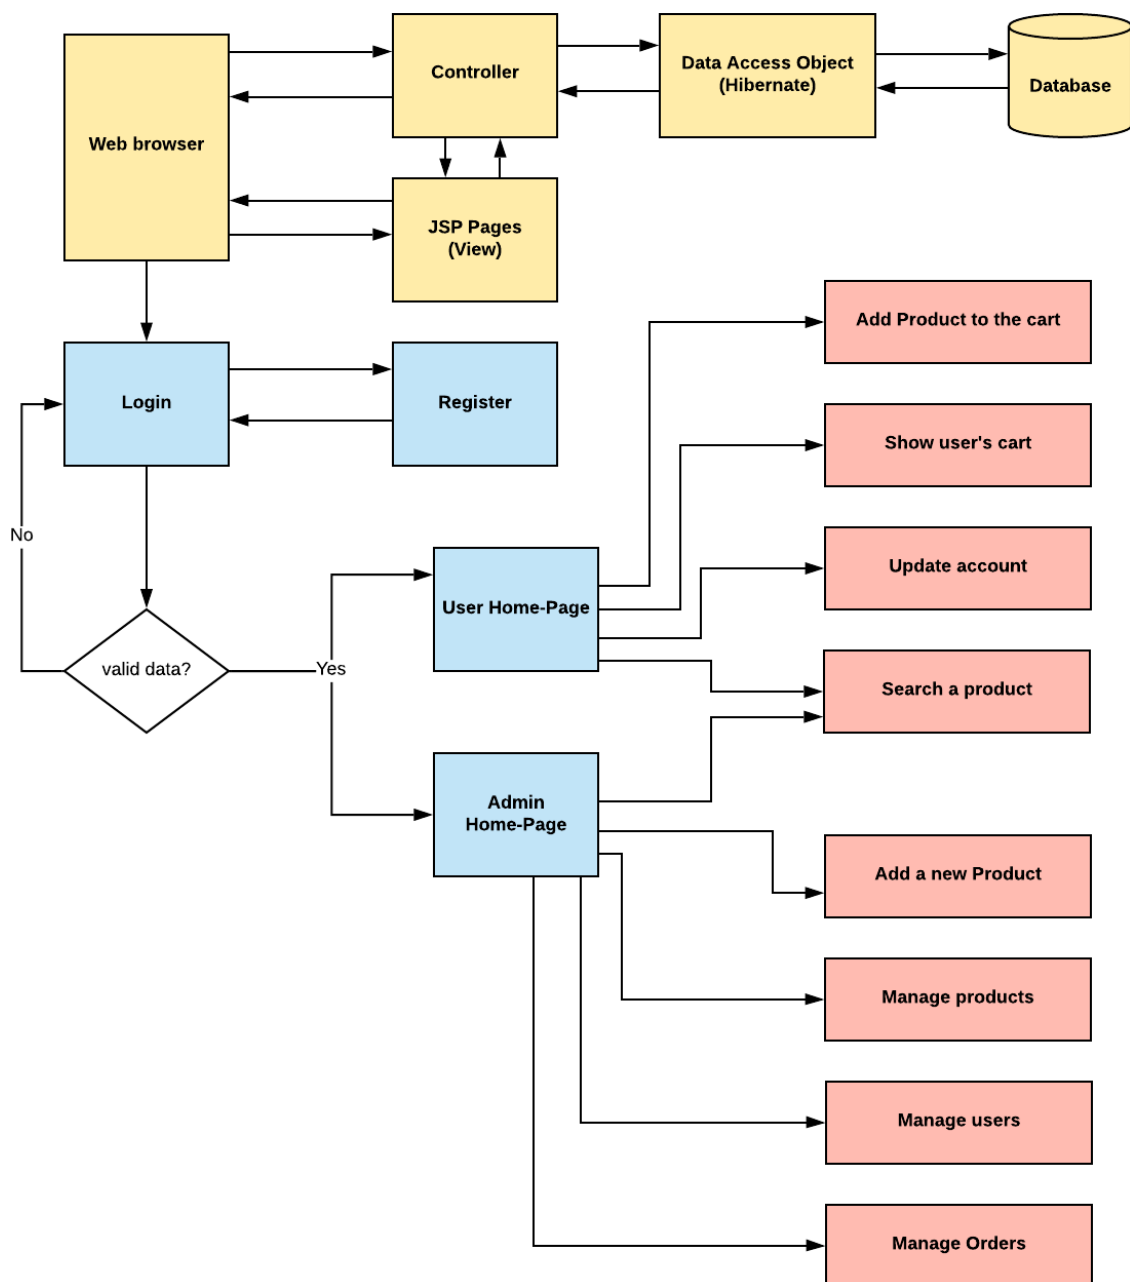 Web browser
Controller
Data Access Object
(Hibernate)
Database
JSP Pages
(View)
Login
Register
No
valid data?
Yes
User Home-Page
Admin
Home-Page
Add Product to the cart
Show user's cart
Update account
Search a product
Add a new Product
Manage products
Manage users
Manage Orders